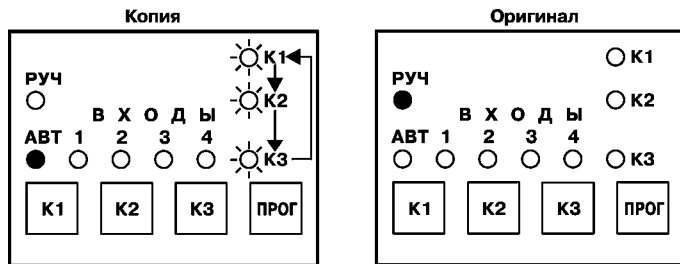 Копия
К1
РУЧ
К2
В Х О Д Ы
АВТ 1 2 3 4
К3
К1 К2 К3 ПРОГ
Оригинал
К1
РУЧ
К2
В Х О Д Ы
АВТ 1 2 3 4
К3
К1 К2 К3 ПРОГ